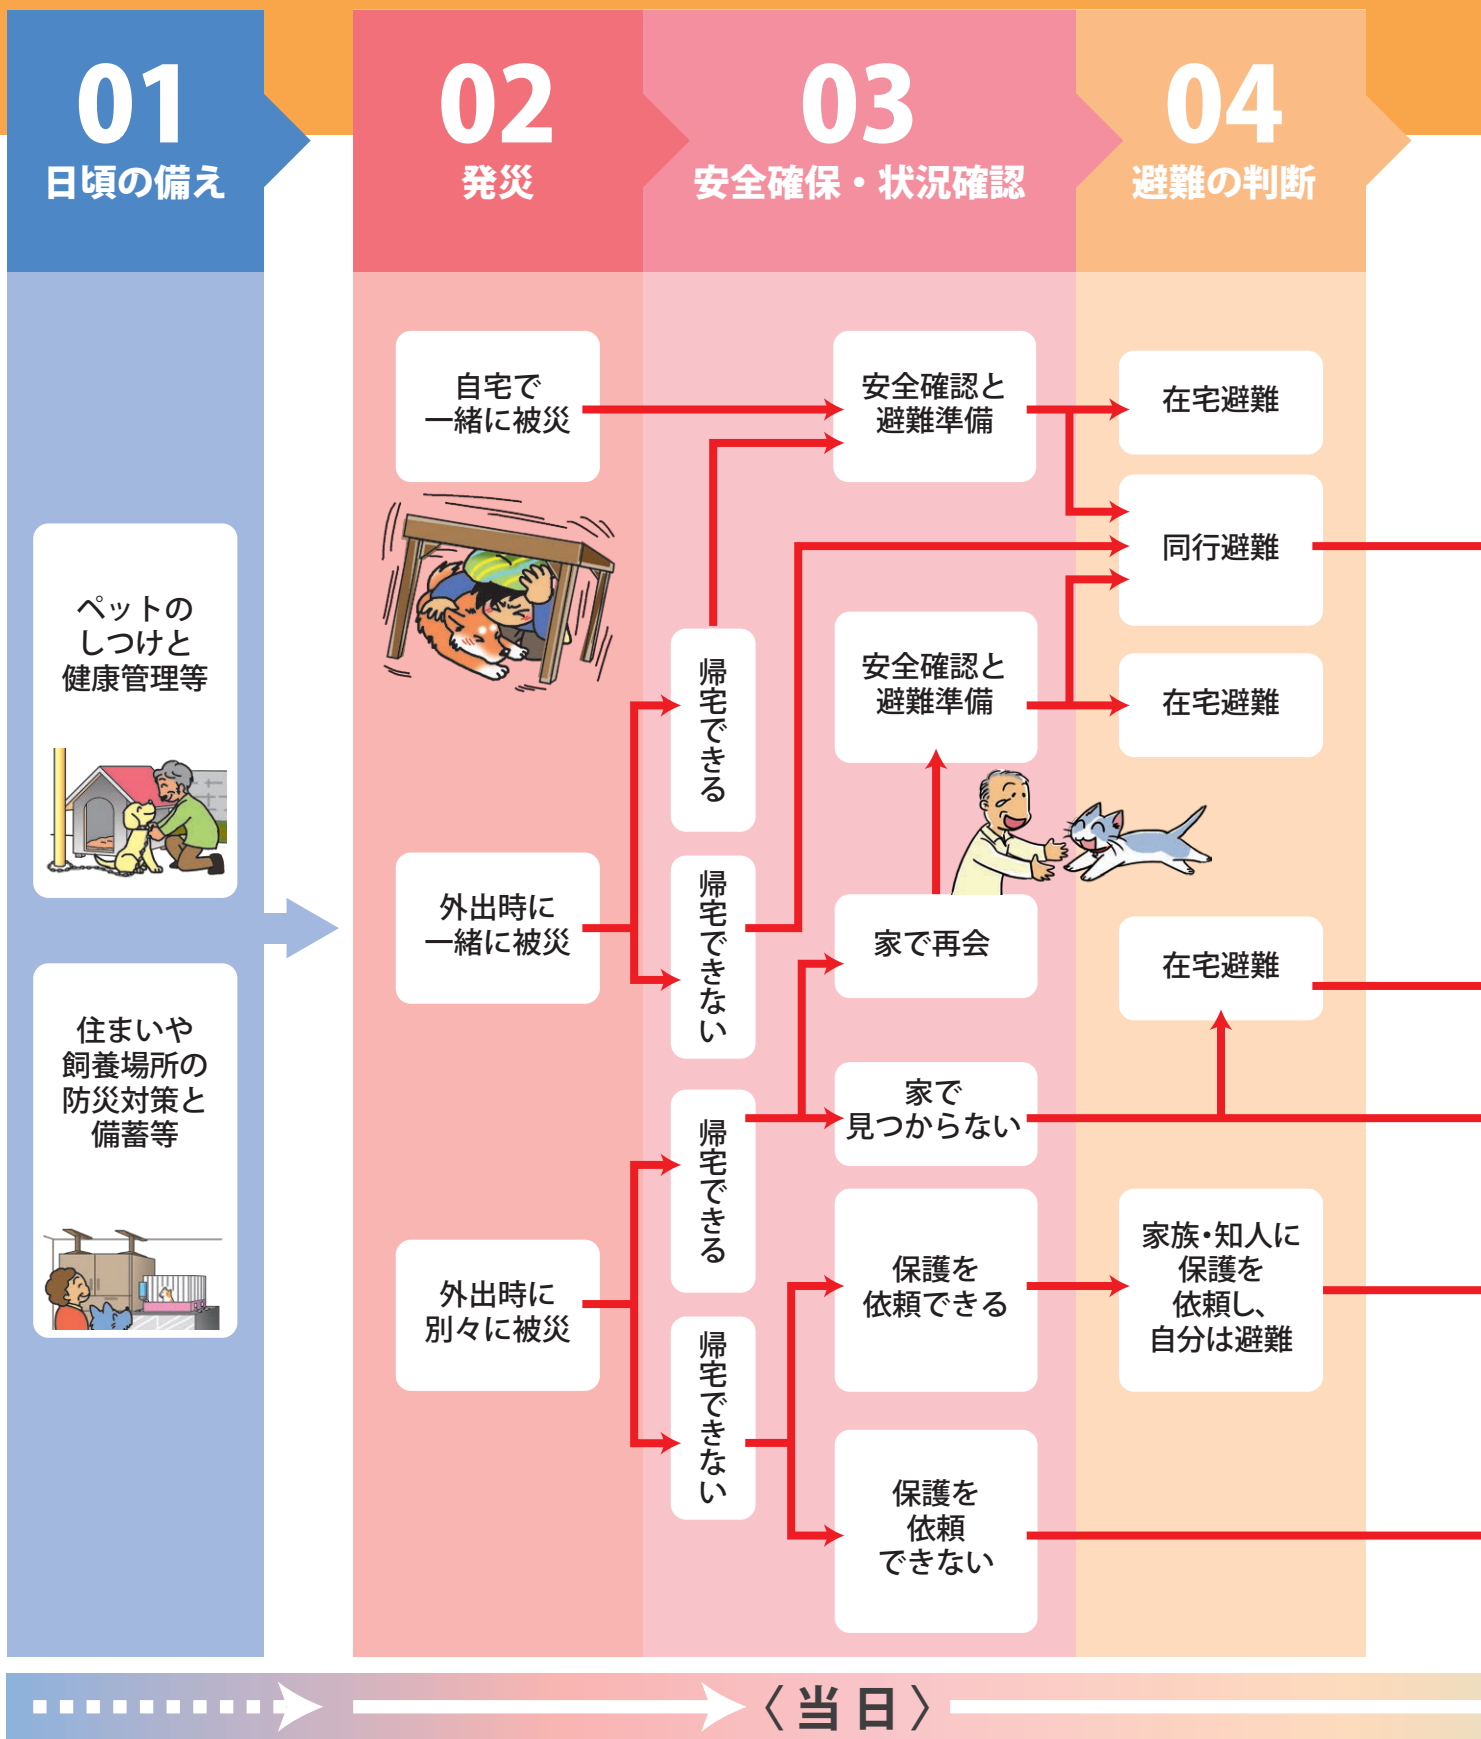 01
日頃の備え
02
発災
03
安全確保・状況確認
04
避難の判断
ペットの
しつけと
健康管理等
住まいや
飼養場所の
防災対策と
備蓄等
自宅で
一緒に被災
外出時に
一緒に被災
外出時に
別々に被災
帰宅できる
帰宅できない
帰宅できる
帰宅できない
安全確認と
避難準備
安全確認と
避難準備
家で再会
家で
見つからない
保護を
依頼できる
保護を
依頼
できない
在宅避難
同行避難
在宅避難
在宅避難
家族・知人に
保護を
依頼し、
自分は避難
〈当日〉